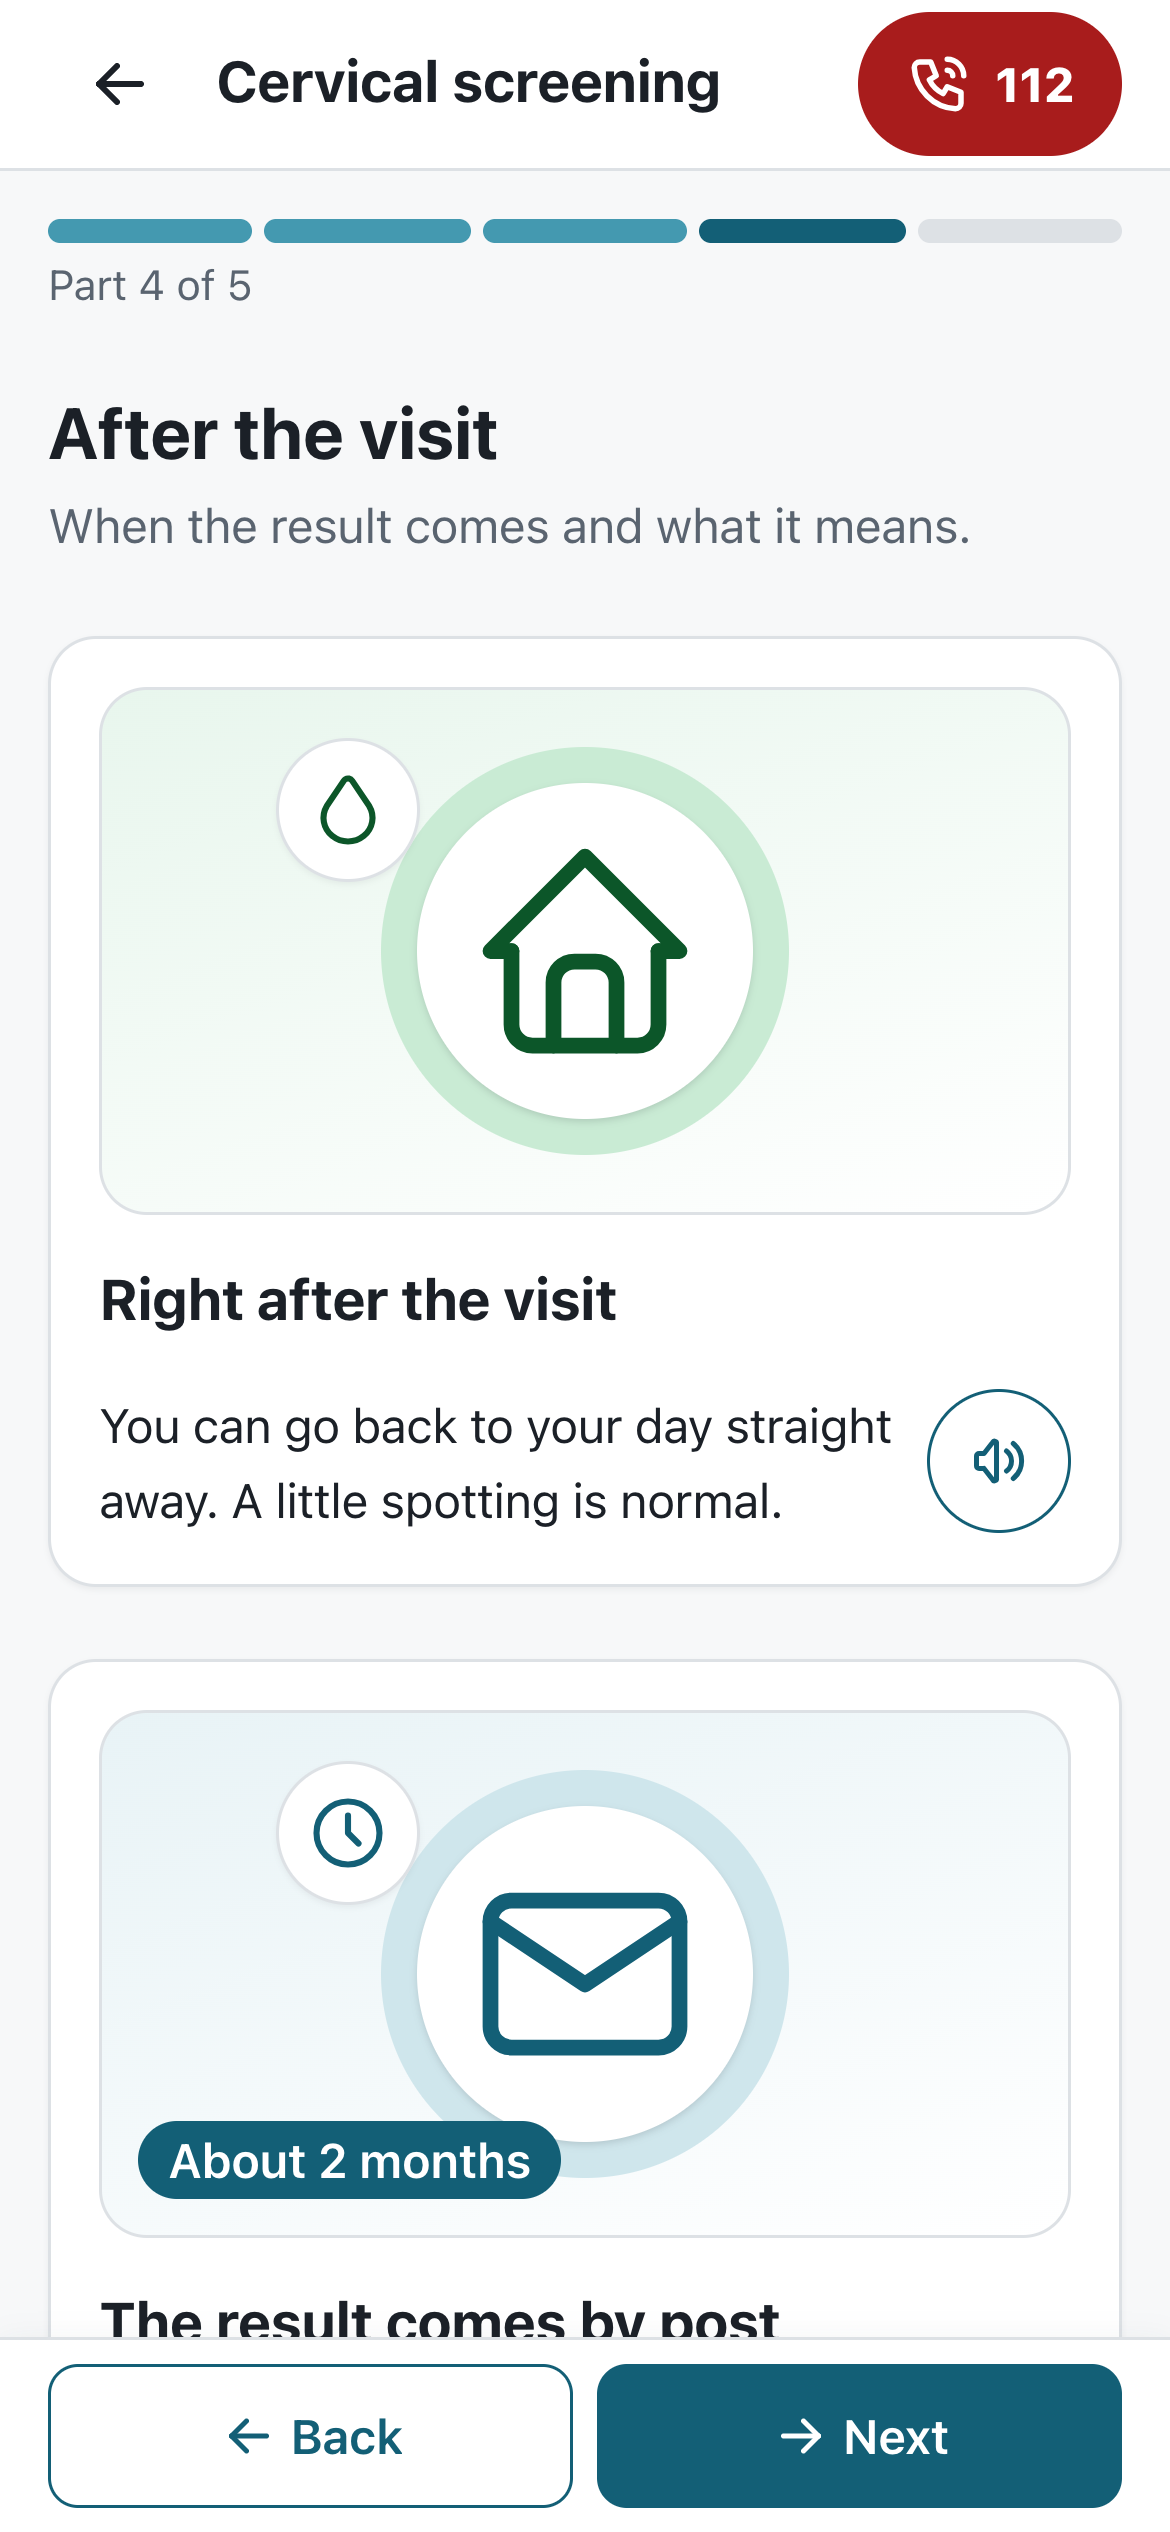 Cervical screening
112
Part 4 of 5
After the visit
When the result comes and what it means.
Right after the visit
You can go back to your day straight
away. A little spotting is normal.
About 2 months
The result comes by post
Back
Next